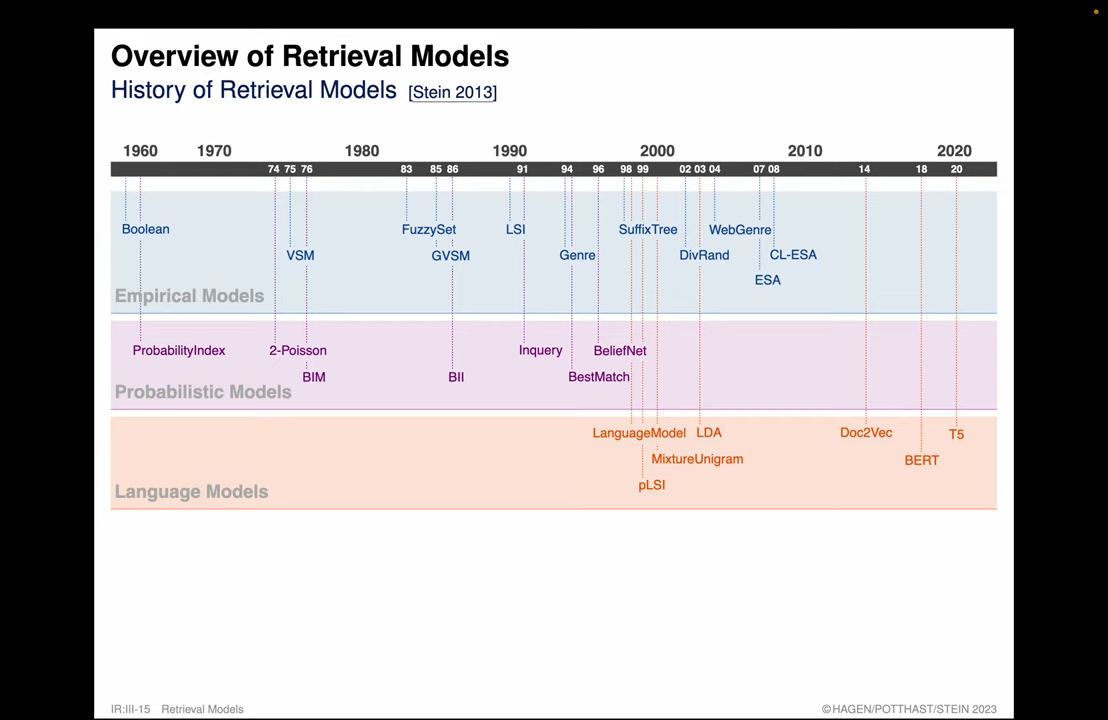 Overview of Retrieval Models
History of Retrieval Models [Stein 2013]
1960 1970 1980 1990 2000 2010 2020
74 75 76 83 85 86 91 94 96 98 99 02 03 04 07 08 14 18 20
Boolean FuzzySet LSI SuffixTree WebGenre
VSM GVSM Genre DivRand CL-ESA
ESA
Empirical Models
ProbabilityIndex 2-Poisson Inquery BeliefNet
BIM BII BestMatch
Probabilistic Models
LanguageModel LDA Doc2Vec T5
MixtureUnigram BERT
pLSI
Language Models
IR:III-15 Retrieval Models ©HAGEN/POTTHAST/STEIN 2023